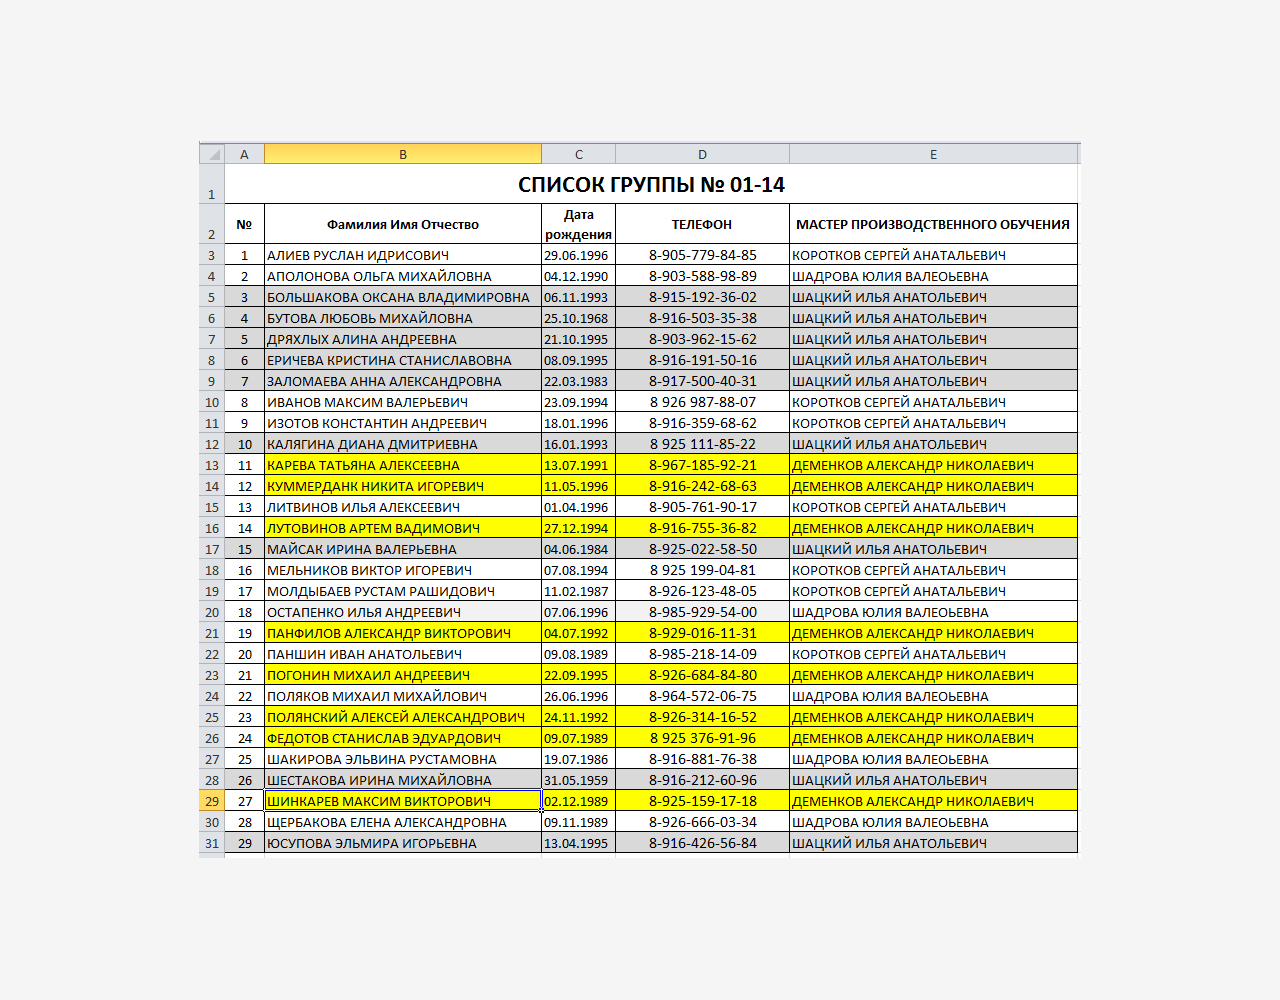 A B C D E
1 СПИСОК ГРУППЫ № 01-14
2 № Фамилия Имя Отчество Дата рождения ТЕЛЕФОН МАСТЕР ПРОИЗВОДСТВЕННОГО ОБУЧЕНИЯ
3 1 АЛИЕВ РУСЛАН ИДРИСОВИЧ 29.06.1996 8-905-779-84-85 КОРОТКОВ СЕРГЕЙ АНАТАЛЬЕВИЧ
4 2 АПОЛОНОВА ОЛЬГА МИХАЙЛОВНА 04.12.1990 8-903-588-98-89 ШАДРОВА ЮЛИЯ ВАЛЕОЬЕВНА
5 3 БОЛЬШАКОВА ОКСАНА ВЛАДИМИРОВНА 06.11.1993 8-915-192-36-02 ШАЦКИЙ ИЛЬЯ АНАТОЛЬЕВИЧ
6 4 БУТОВА ЛЮБОВЬ МИХАЙЛОВНА 25.10.1968 8-916-503-35-38 ШАЦКИЙ ИЛЬЯ АНАТОЛЬЕВИЧ
7 5 ДРЯХЛЫХ АЛИНА АНДРЕЕВНА 21.10.1995 8-903-962-15-62 ШАЦКИЙ ИЛЬЯ АНАТОЛЬЕВИЧ
8 6 ЕРИЧЕВА КРИСТИНА СТАНИСЛАВОВНА 08.09.1995 8-916-191-50-16 ШАЦКИЙ ИЛЬЯ АНАТОЛЬЕВИЧ
9 7 ЗАЛОМАЕВА АННА АЛЕКСАНДРОВНА 22.03.1983 8-917-500-40-31 ШАЦКИЙ ИЛЬЯ АНАТОЛЬЕВИЧ
10 8 ИВАНОВ МАКСИМ ВАЛЕРЬЕВИЧ 23.09.1994 8 926 987-88-07 КОРОТКОВ СЕРГЕЙ АНАТАЛЬЕВИЧ
11 9 ИЗОТОВ КОНСТАНТИН АНДРЕЕВИЧ 18.01.1996 8-916-359-68-62 КОРОТКОВ СЕРГЕЙ АНАТАЛЬЕВИЧ
12 10 КАЛЯГИНА ДИАНА ДМИТРИЕВНА 16.01.1993 8 925 111-85-22 ШАЦКИЙ ИЛЬЯ АНАТОЛЬЕВИЧ
13 11 КАРЕВА ТАТЬЯНА АЛЕКСЕЕВНА 13.07.1991 8-967-185-92-21 ДЕМЕНКОВ АЛЕКСАНДР НИКОЛАЕВИЧ
14 12 КУММЕРДАНК НИКИТА ИГОРЕВИЧ 11.05.1996 8-916-242-68-63 ДЕМЕНКОВ АЛЕКСАНДР НИКОЛАЕВИЧ
15 13 ЛИТВИНОВ ИЛЬЯ АЛЕКСЕЕВИЧ 01.04.1996 8-905-761-90-17 КОРОТКОВ СЕРГЕЙ АНАТАЛЬЕВИЧ
16 14 ЛУТОВИНОВ АРТЕМ ВАДИМОВИЧ 27.12.1994 8-916-755-36-82 ДЕМЕНКОВ АЛЕКСАНДР НИКОЛАЕВИЧ
17 15 МАЙСАК ИРИНА ВАЛЕРЬЕВНА 04.06.1984 8-925-022-58-50 ШАЦКИЙ ИЛЬЯ АНАТОЛЬЕВИЧ
18 16 МЕЛЬНИКОВ ВИКТОР ИГОРЕВИЧ 07.08.1994 8 925 199-04-81 КОРОТКОВ СЕРГЕЙ АНАТАЛЬЕВИЧ
19 17 МОЛДЫБАЕВ РУСТАМ РАШИДОВИЧ 11.02.1987 8-926-123-48-05 КОРОТКОВ СЕРГЕЙ АНАТАЛЬЕВИЧ
20 18 ОСТАПЕНКО ИЛЬЯ АНДРЕЕВИЧ 07.06.1996 8-985-929-54-00 ШАДРОВА ЮЛИЯ ВАЛЕОЬЕВНА
21 19 ПАНФИЛОВ АЛЕКСАНДР ВИКТОРОВИЧ 04.07.1992 8-929-016-11-31 ДЕМЕНКОВ АЛЕКСАНДР НИКОЛАЕВИЧ
22 20 ПАНШИН ИВАН АНАТОЛЬЕВИЧ 09.08.1989 8-985-218-14-09 КОРОТКОВ СЕРГЕЙ АНАТАЛЬЕВИЧ
23 21 ПОГОНИН МИХАИЛ АНДРЕЕВИЧ 22.09.1995 8-926-684-84-80 ДЕМЕНКОВ АЛЕКСАНДР НИКОЛАЕВИЧ
24 22 ПОЛЯКОВ МИХАИЛ МИХАЙЛОВИЧ 26.06.1996 8-964-572-06-75 ШАДРОВА ЮЛИЯ ВАЛЕОЬЕВНА
25 23 ПОЛЯНСКИЙ АЛЕКСЕЙ АЛЕКСАНДРОВИЧ 24.11.1992 8-926-314-16-52 ДЕМЕНКОВ АЛЕКСАНДР НИКОЛАЕВИЧ
26 24 ФЕДОТОВ СТАНИСЛАВ ЭДУАРДОВИЧ 09.07.1989 8 925 376-91-96 ДЕМЕНКОВ АЛЕКСАНДР НИКОЛАЕВИЧ
27 25 ШАКИРОВА ЭЛЬВИНА РУСТАМОВНА 19.07.1986 8-916-881-76-38 ШАДРОВА ЮЛИЯ ВАЛЕОЬЕВНА
28 26 ШЕСТАКОВА ИРИНА МИХАЙЛОВНА 31.05.1959 8-916-212-60-96 ШАЦКИЙ ИЛЬЯ АНАТОЛЬЕВИЧ
29 27 ШИНКАРЕВ МАКСИМ ВИКТОРОВИЧ 02.12.1989 8-925-159-17-18 ДЕМЕНКОВ АЛЕКСАНДР НИКОЛАЕВИЧ
30 28 ЩЕРБАКОВА ЕЛЕНА АЛЕКСАНДРОВНА 09.11.1989 8-926-666-03-34 ШАДРОВА ЮЛИЯ ВАЛЕОЬЕВНА
31 29 ЮСУПОВА ЭЛЬМИРА ИГОРЬЕВНА 13.04.1995 8-916-426-56-84 ШАЦКИЙ ИЛЬЯ АНАТОЛЬЕВИЧ